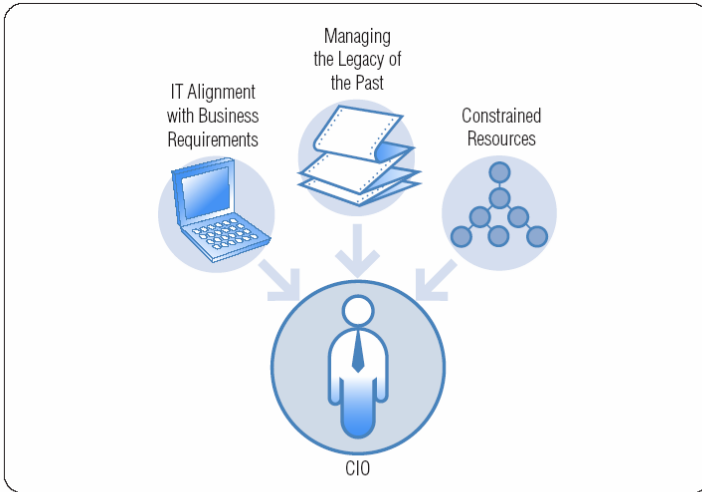 Managing
the Legacy of
the Past
IT Alignment
with Business
Requirements
Constrained
Resources
CIO